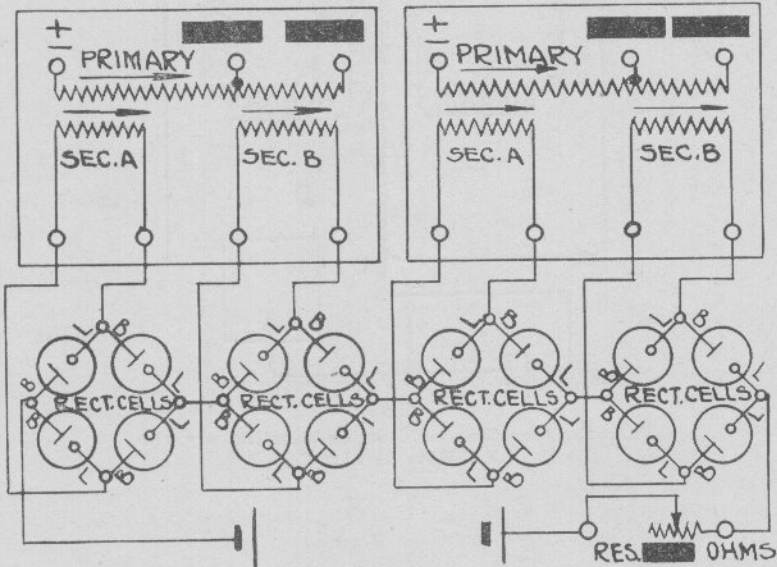 + +
− −
PRIMARY PRIMARY
SEC. A SEC. B SEC. A SEC. B
L B L B L B L B
B L B L B L B L
RECT. CELLS RECT. CELLS RECT. CELLS RECT. CELLS
B L B B L B L
L B L B L B L B
RES. OHMS